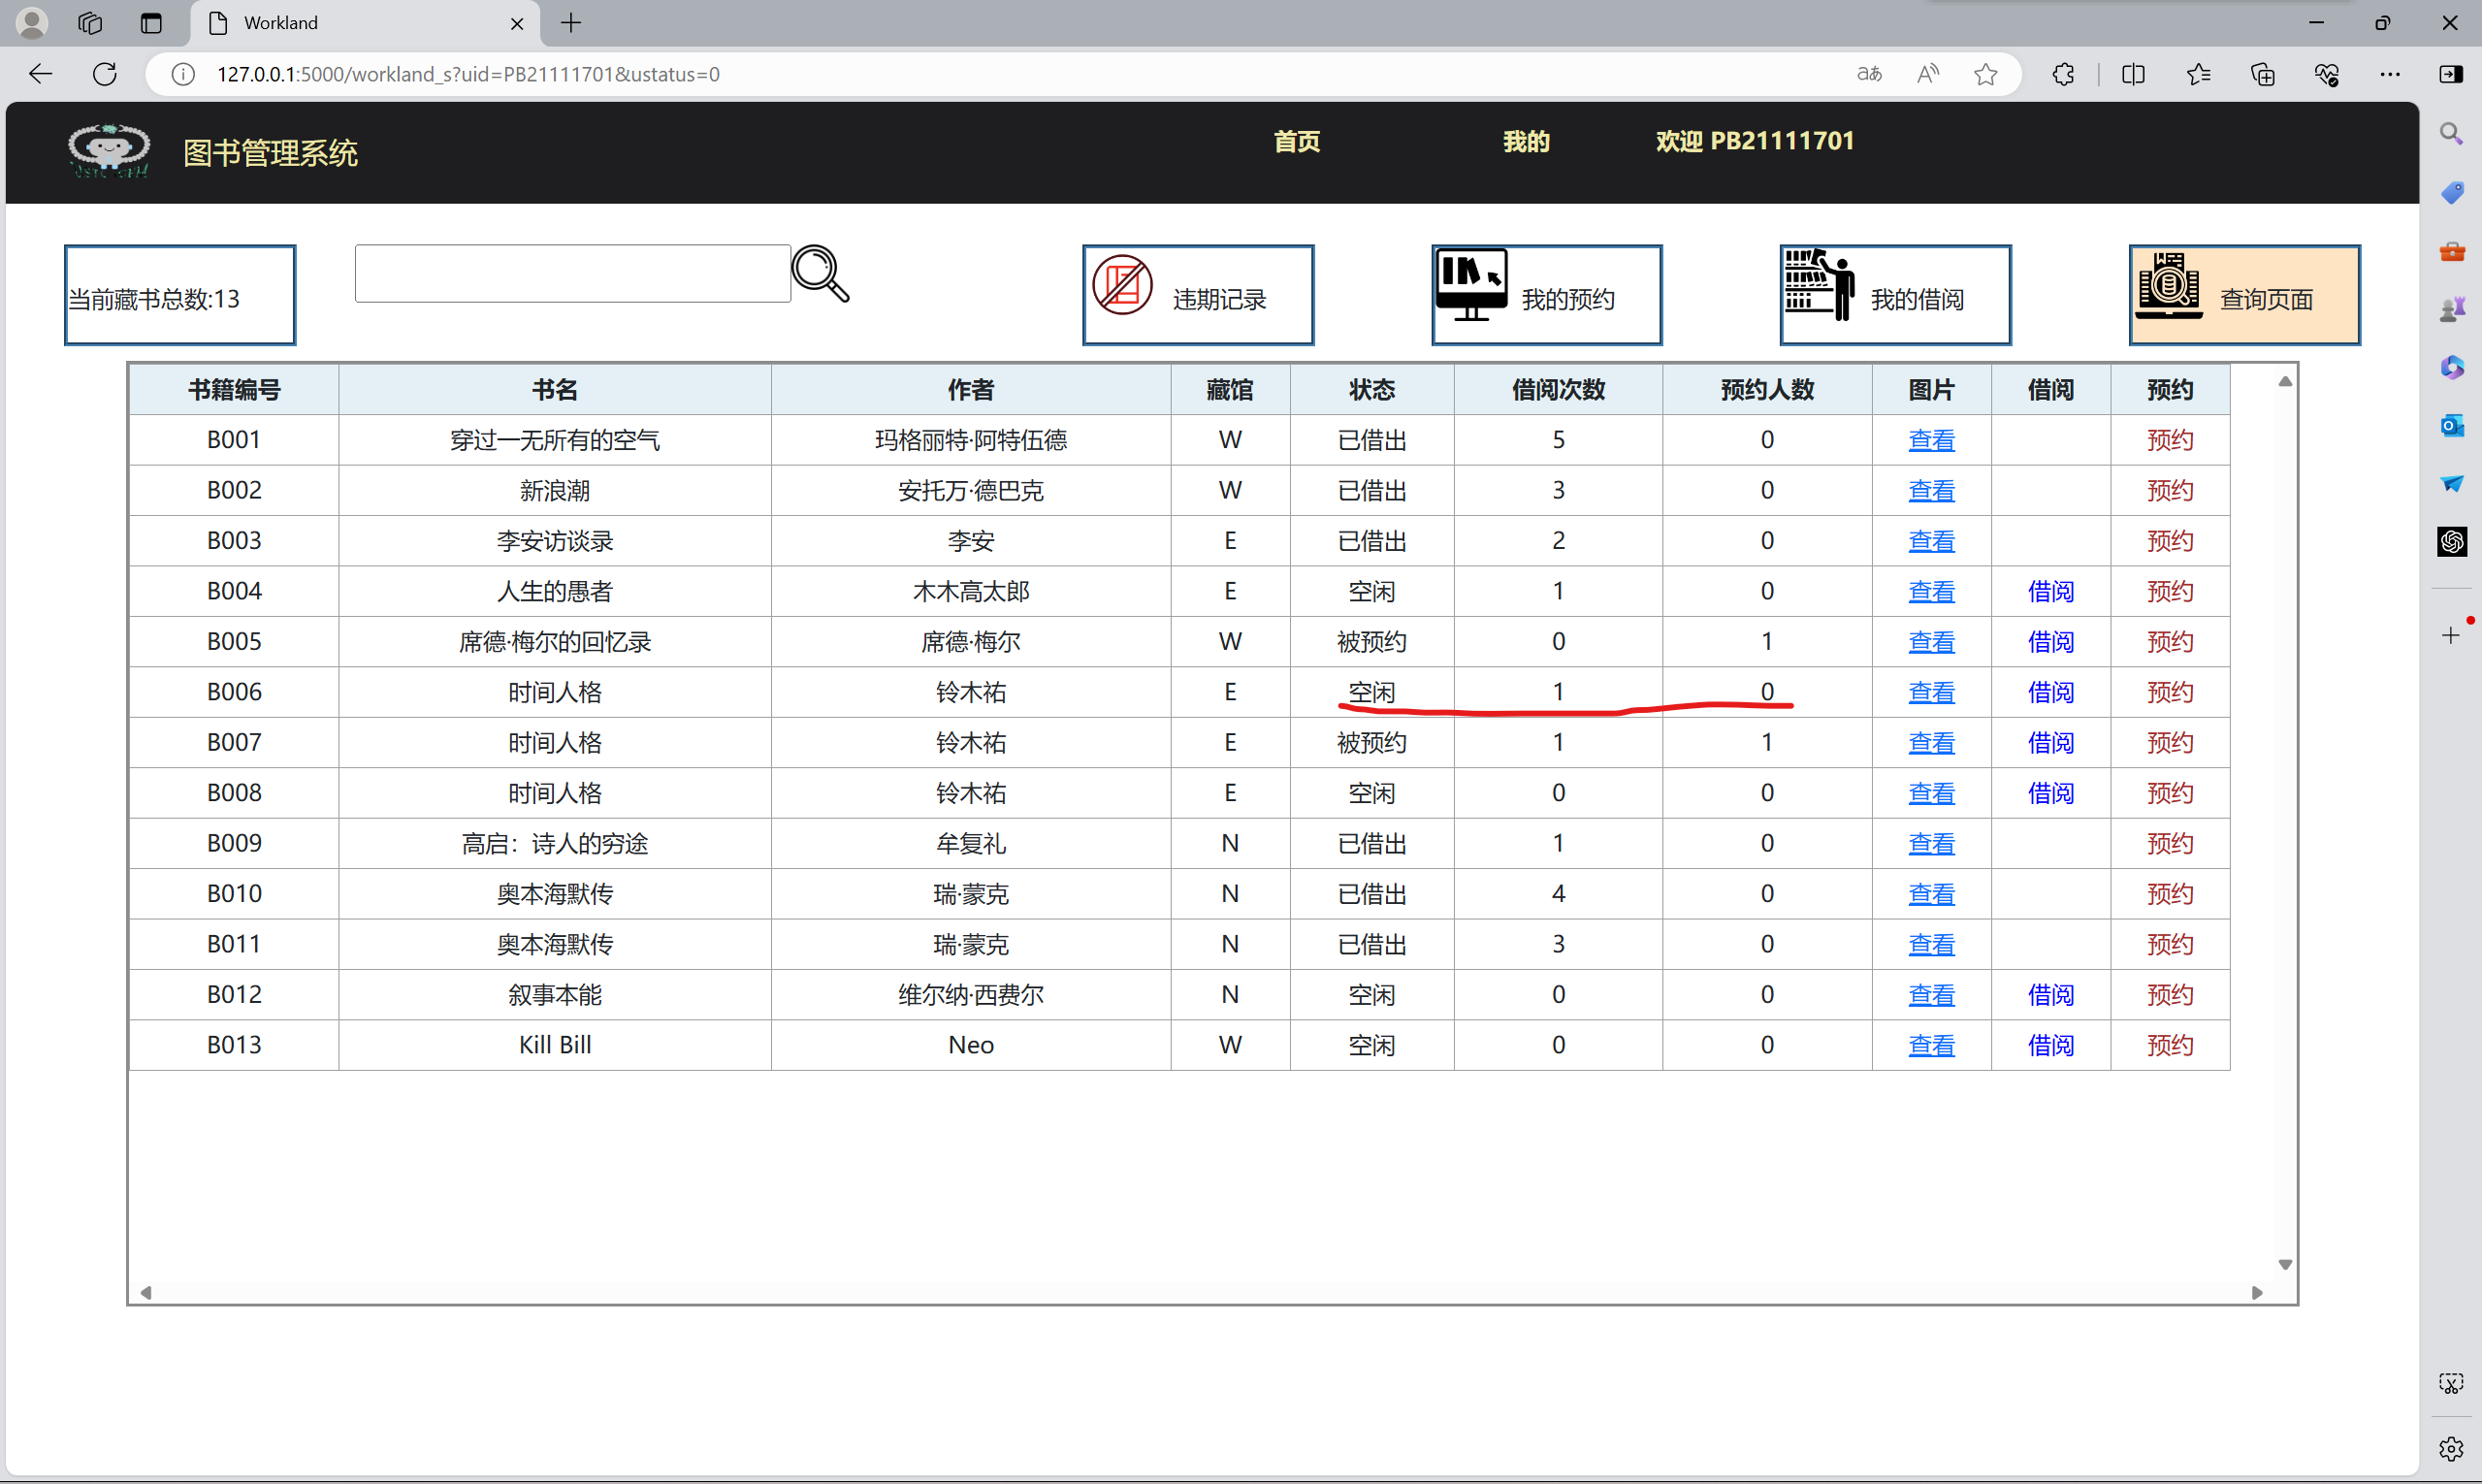 Workland
127.0.0.1:5000/workland_s?uid=PB21111701&ustatus=0
图书管理系统 首页 我的 欢迎 PB21111701
当前藏书总数:13 违期记录 我的预约 我的借阅 查询页面
书籍编号 书名 作者 藏馆 状态 借阅次数 预约人数 图片 借阅 预约
B001 穿过一无所有的空气 玛格丽特·阿特伍德 W 已借出 5 0 查看 预约
B002 新浪潮 安托万·德巴克 W 已借出 3 0 查看 预约
B003 李安访谈录 李安 E 已借出 2 0 查看 预约
B004 人生的愚者 木木高太郎 E 空闲 1 0 查看 借阅 预约
B005 席德·梅尔的回忆录 席德·梅尔 W 被预约 0 1 查看 借阅 预约
B006 时间人格 铃木祐 E 空闲 1 0 查看 借阅 预约
B007 时间人格 铃木祐 E 被预约 1 1 查看 借阅 预约
B008 时间人格 铃木祐 E 空闲 0 0 查看 借阅 预约
B009 高启：诗人的穷途 牟复礼 N 已借出 1 0 查看 预约
B010 奥本海默传 瑞·蒙克 N 已借出 4 0 查看 预约
B011 奥本海默传 瑞·蒙克 N 已借出 3 0 查看 预约
B012 叙事本能 维尔纳·西费尔 N 空闲 0 0 查看 借阅 预约
B013 Kill Bill Neo W 空闲 0 0 查看 借阅 预约